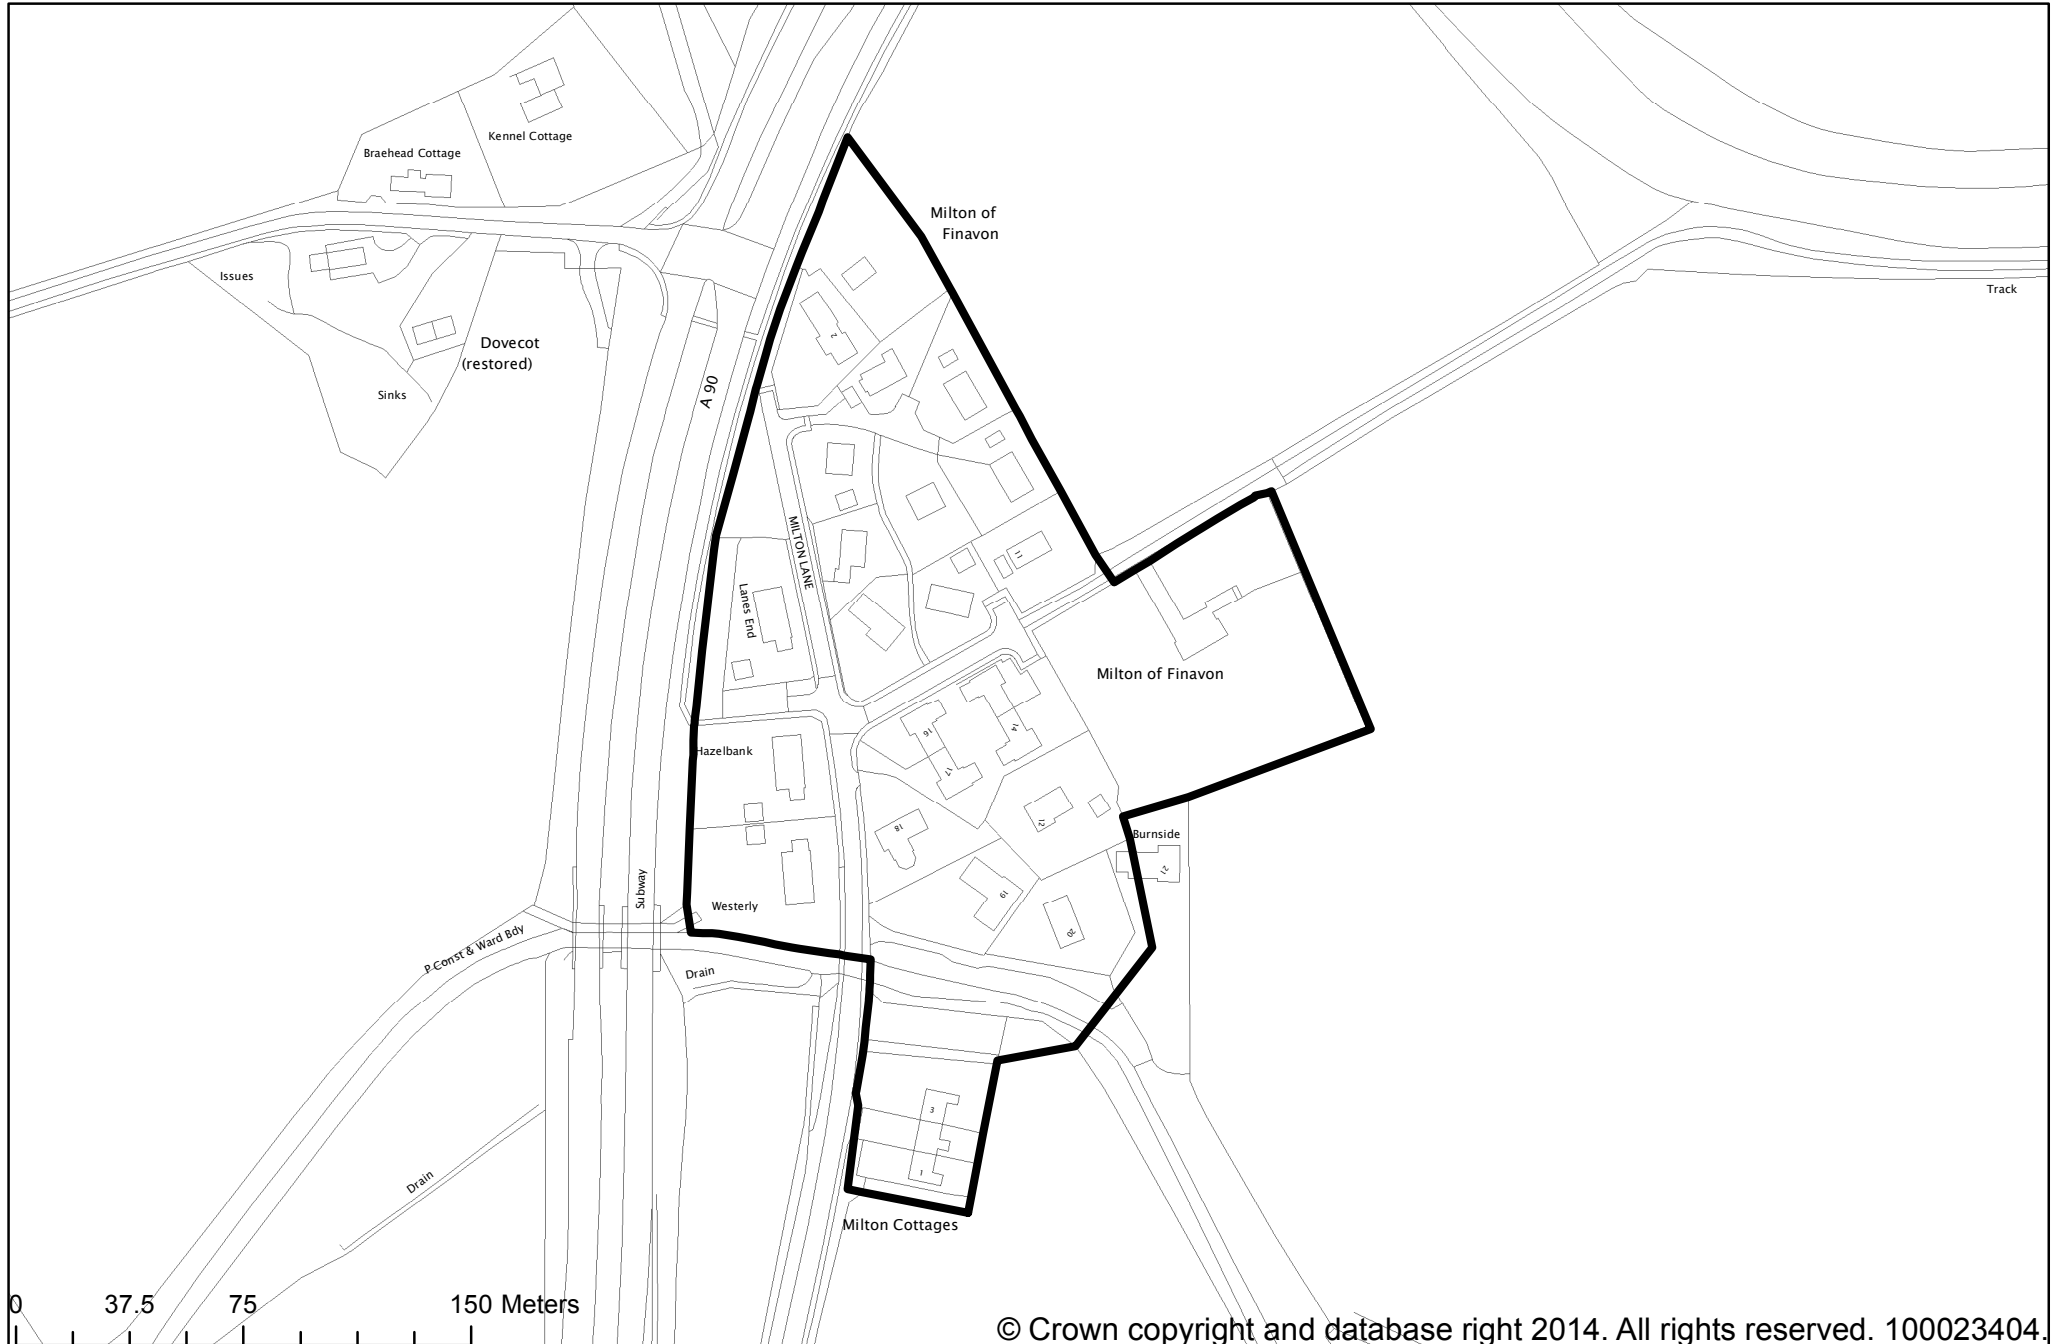 Kennel Cottage
Braehead Cottage
Milton of
Finavon
Issues
Track
Dovecot
(restored)
2
A 90
Sinks
MILTON LANE
11
Lanes End
Milton of Finavon
14
16
Hazelbank
17
12
18
Burnside
21
Subway
19
Westerly
20
P Const & Ward Bdy
Drain
3
1
Drain
Milton Cottages
0 37.5 75 150 Meters
© Crown copyright and database right 2014. All rights reserved. 100023404.